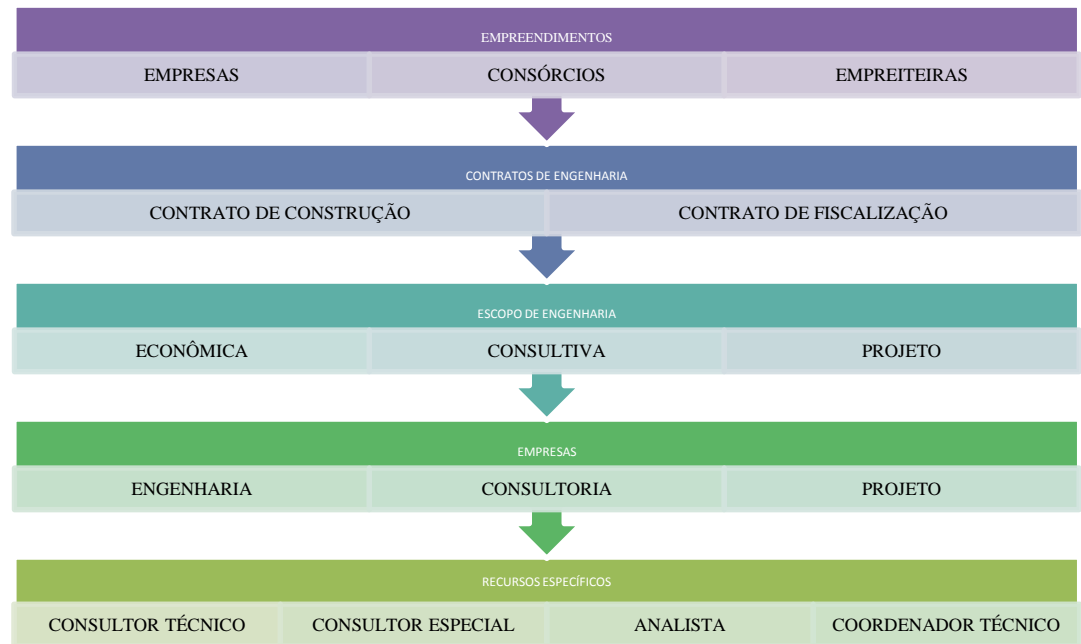 EMPREENDIMENTOS
EMPRESAS CONSÓRCIOS EMPREITEIRAS
CONTRATOS DE ENGENHARIA
CONTRATO DE CONSTRUÇÃO CONTRATO DE FISCALIZAÇÃO
ESCOPO DE ENGENHARIA
ECONÔMICA CONSULTIVA PROJETO
EMPRESAS
ENGENHARIA CONSULTORIA PROJETO
RECURSOS ESPECÍFICOS
CONSULTOR TÉCNICO CONSULTOR ESPECIAL ANALISTA COORDENADOR TÉCNICO